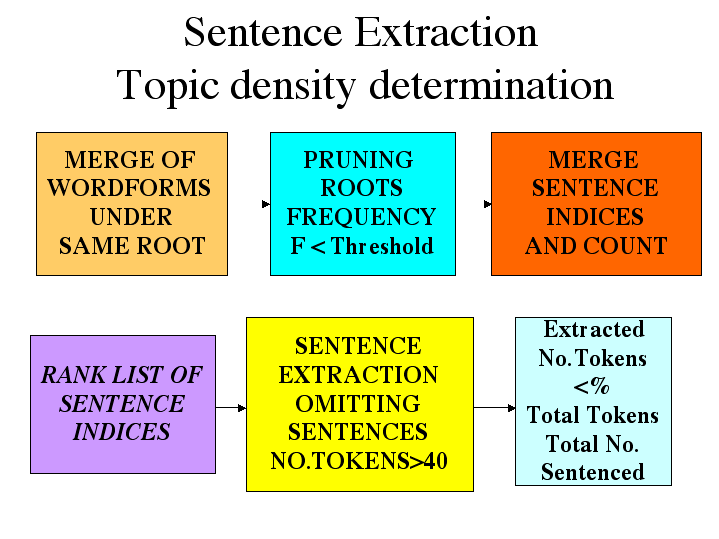 Sentence Extraction
Topic density determination
MERGE OF
WORDFORMS
UNDER
SAME ROOT
PRUNING
ROOTS
FREQUENCY
F < Threshold
MERGE
SENTENCE
INDICES
AND COUNT
RANK LIST OF
SENTENCE
INDICES
SENTENCE
EXTRACTION
OMITTING
SENTENCES
NO.TOKENS>40
Extracted
No.Tokens
<%
Total Tokens
Total No.
Sentenced